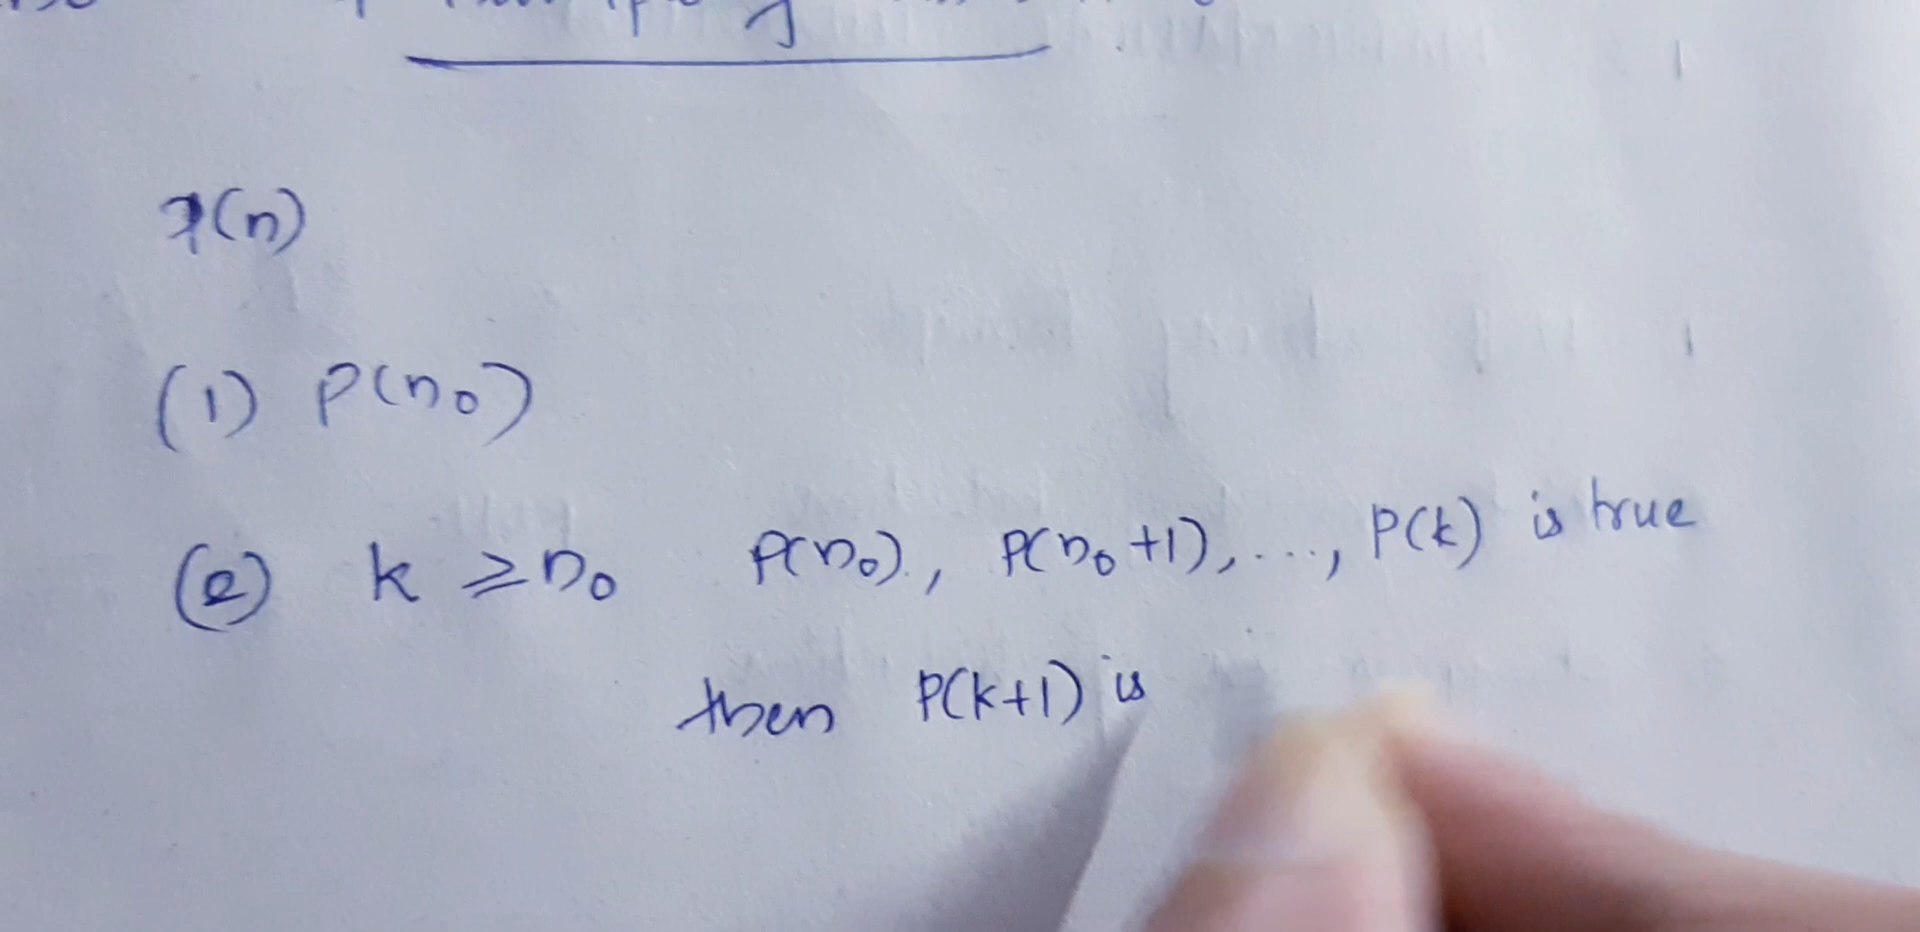 P(n)
(1) P(n₀)
(2) k ≥ n₀ P(n₀), P(n₀+1), ..., P(k) is true
then P(k+1) is